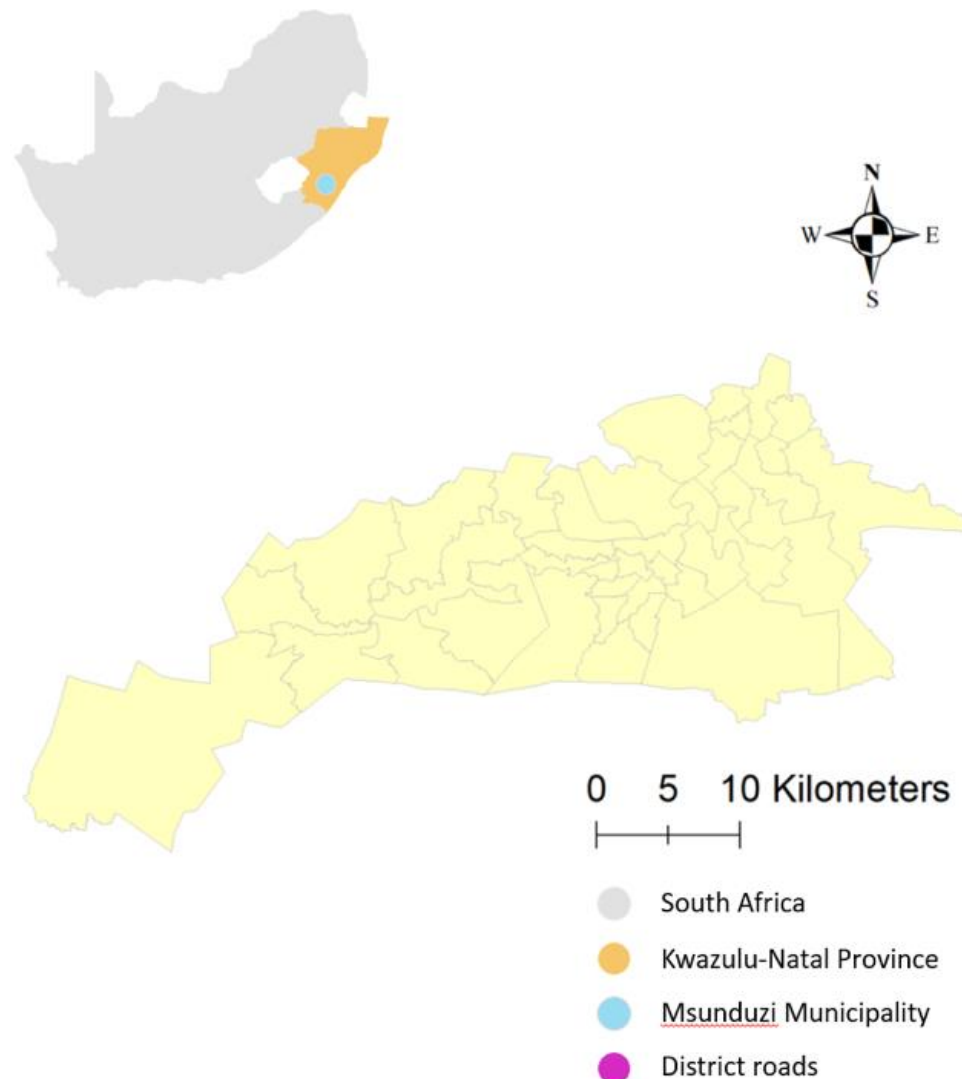 N
W E
S
0 5 10 Kilometers
South Africa
Kwazulu-Natal Province
Msunduzi Municipality
District roads